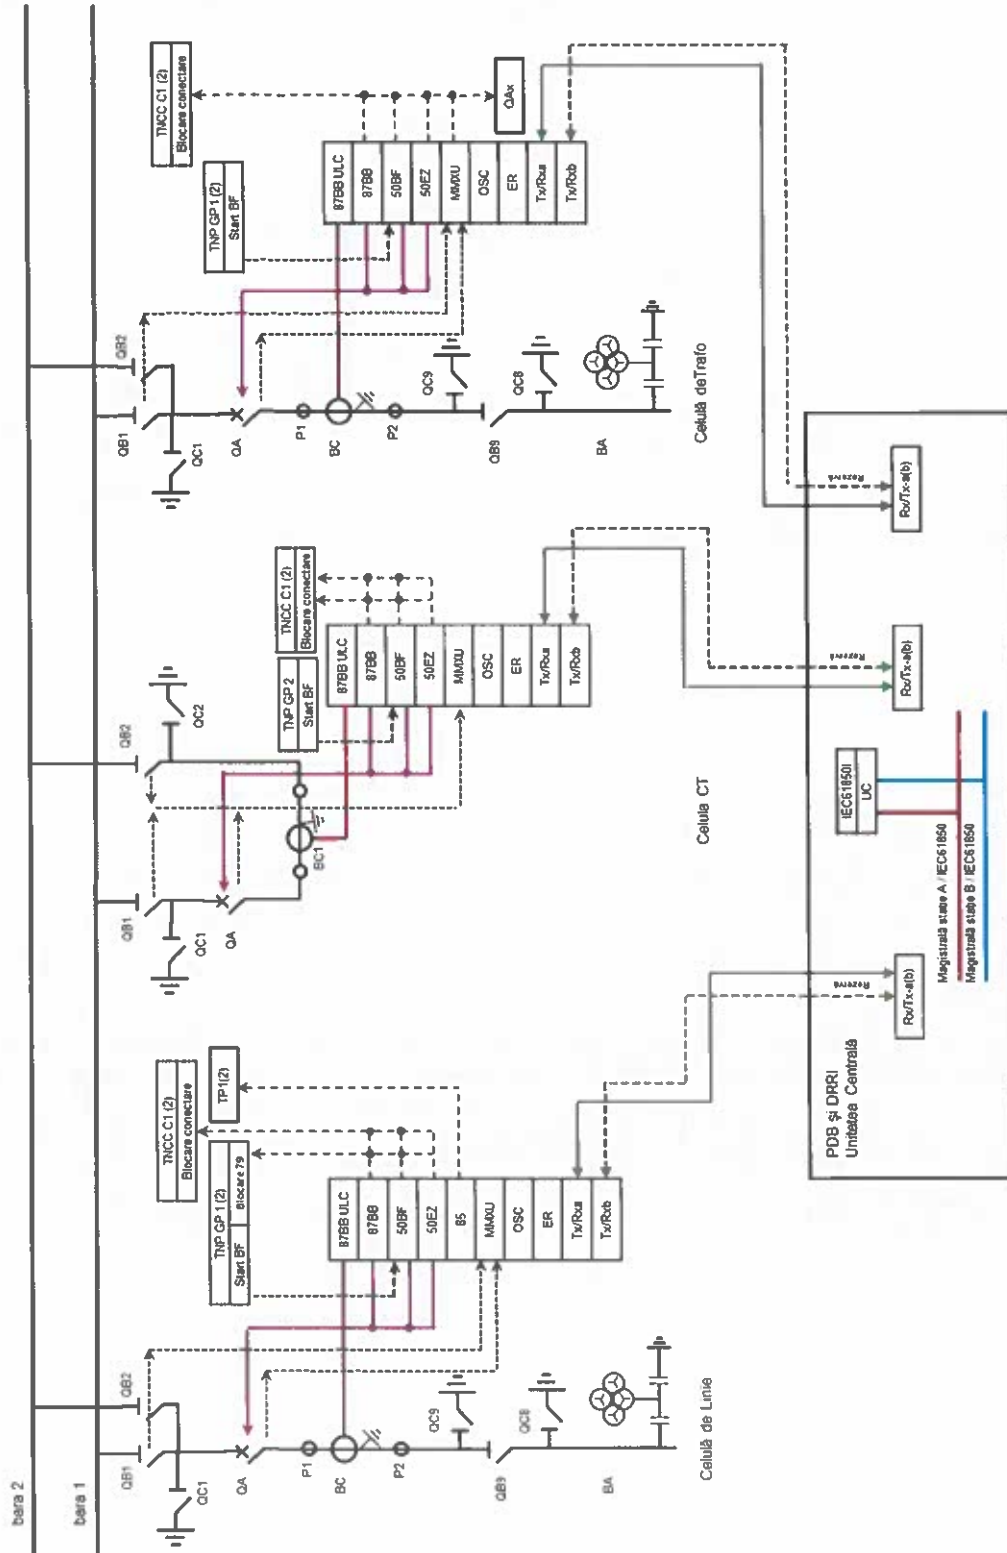 bara 2
bara 1
QB1
QB2
QC1
QA
P1
BC
P2
QC9
QB9
QC8
BA
Celulă de Linie
TNCC C1 (2)
Blocare conectare
TP1(2)
TNP GP 1 (2)
Start BF
Blocare 79
87BB ULC
87BB
50BF
50EZ
85
MMXU
OSC
ER
Tx/Rxa
Tx/Rxb
QB1
QB2
QC1
QC2
QA
BC1
Celula CT
TNCC C1 (2)
Blocare conectare
TNP GP 2
Start BF
87BB ULC
87BB
50BF
50EZ
MMXU
OSC
ER
Tx/Rxa
Tx/Rxb
QB1
QB2
QC1
QA
P1
BC
P2
QC9
QB9
QC8
BA
Celulă deTrafo
TNCC C1 (2)
Blocare conectare
TNP GP 1 (2)
Start BF
QAx
87BB ULC
87BB
50BF
50EZ
MMXU
OSC
ER
Tx/Rxa
Tx/Rxb
PDB și DRRI
Unitatea Centrală
Rezervă
Rx/Tx-a(b)
Rezervă
Rx/Tx-a(b)
Rezervă
Rx/Tx-a(b)
IEC61850I
UC
Magistrală statie A / IEC61850
Magistrală statie B / IEC61850